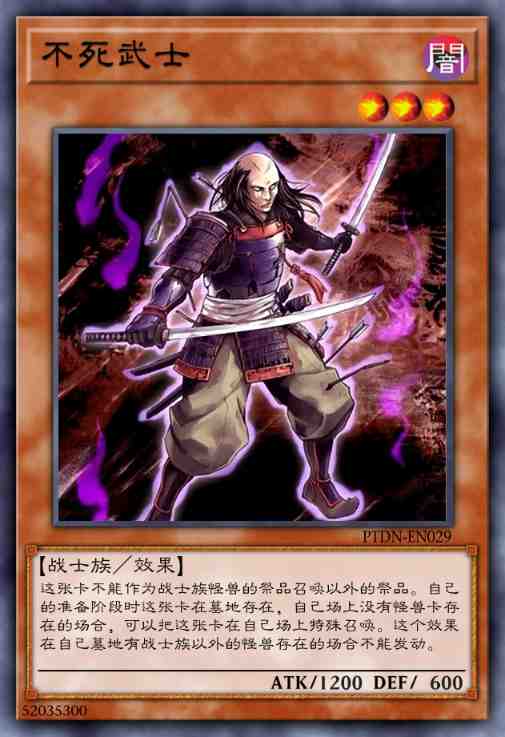 不死武士
闇
PTDN-EN029
【战士族／效果】
这张卡不能作为战士族怪兽的祭品召唤以外的祭品。自己
的准备阶段时这张卡在墓地存在，自己场上没有怪兽卡存
在的场合，可以把这张卡在自己场上特殊召唤。这个效果
在自己墓地有战士族以外的怪兽存在的场合不能发动。
ATK/1200 DEF/ 600
52035300